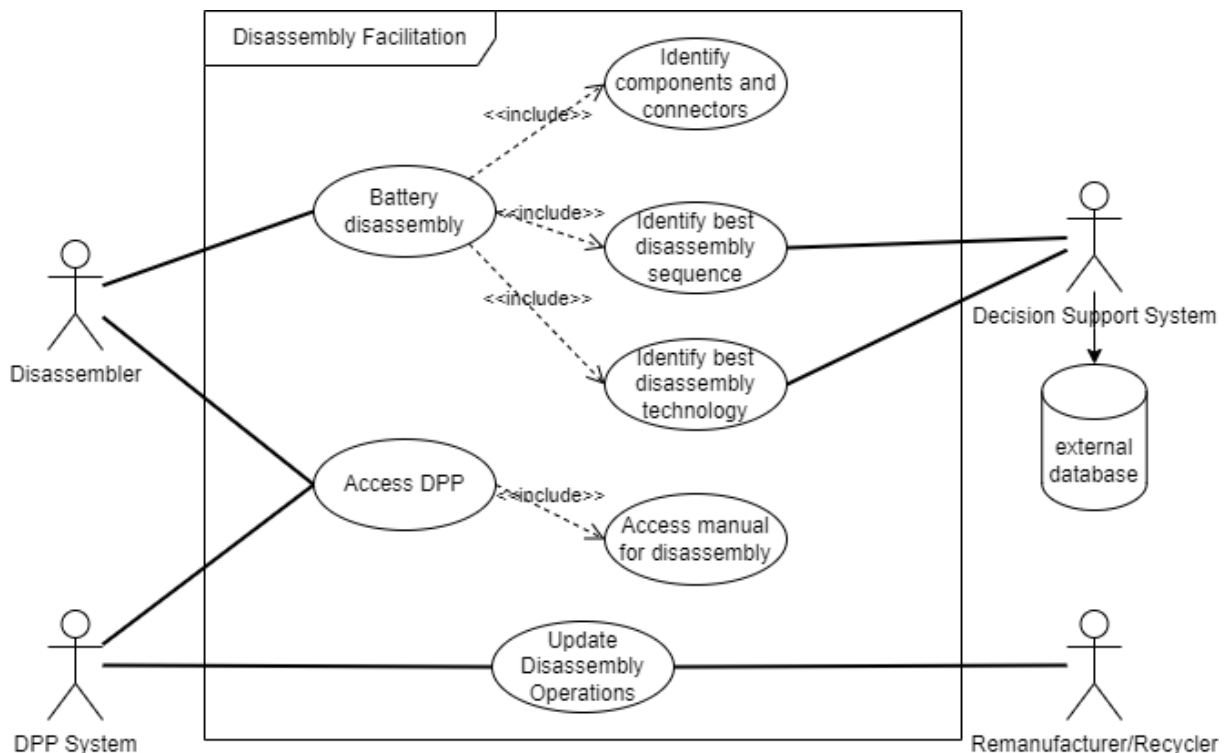 Disassembly Facilitation
Identify
components and
connectors
<<include>>
Battery
disassembly
<<include>>
Identify best
disassembly
sequence
<<include>>
Decision Support System
Disassembler
Identify best
disassembly
technology
external
database
Access DPP
<<include>>
Access manual
for disassembly
Update
Disassembly
Operations
DPP System
Remanufacturer/Recycler